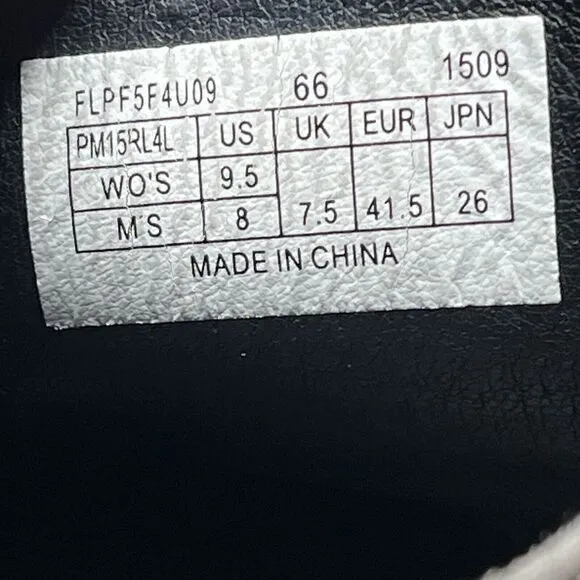 FLPF5F4U09 66 1509
PM15RL4L US UK EUR JPN
WO'S 9.5
M'S 8 7.5 41.5 26
MADE IN CHINA